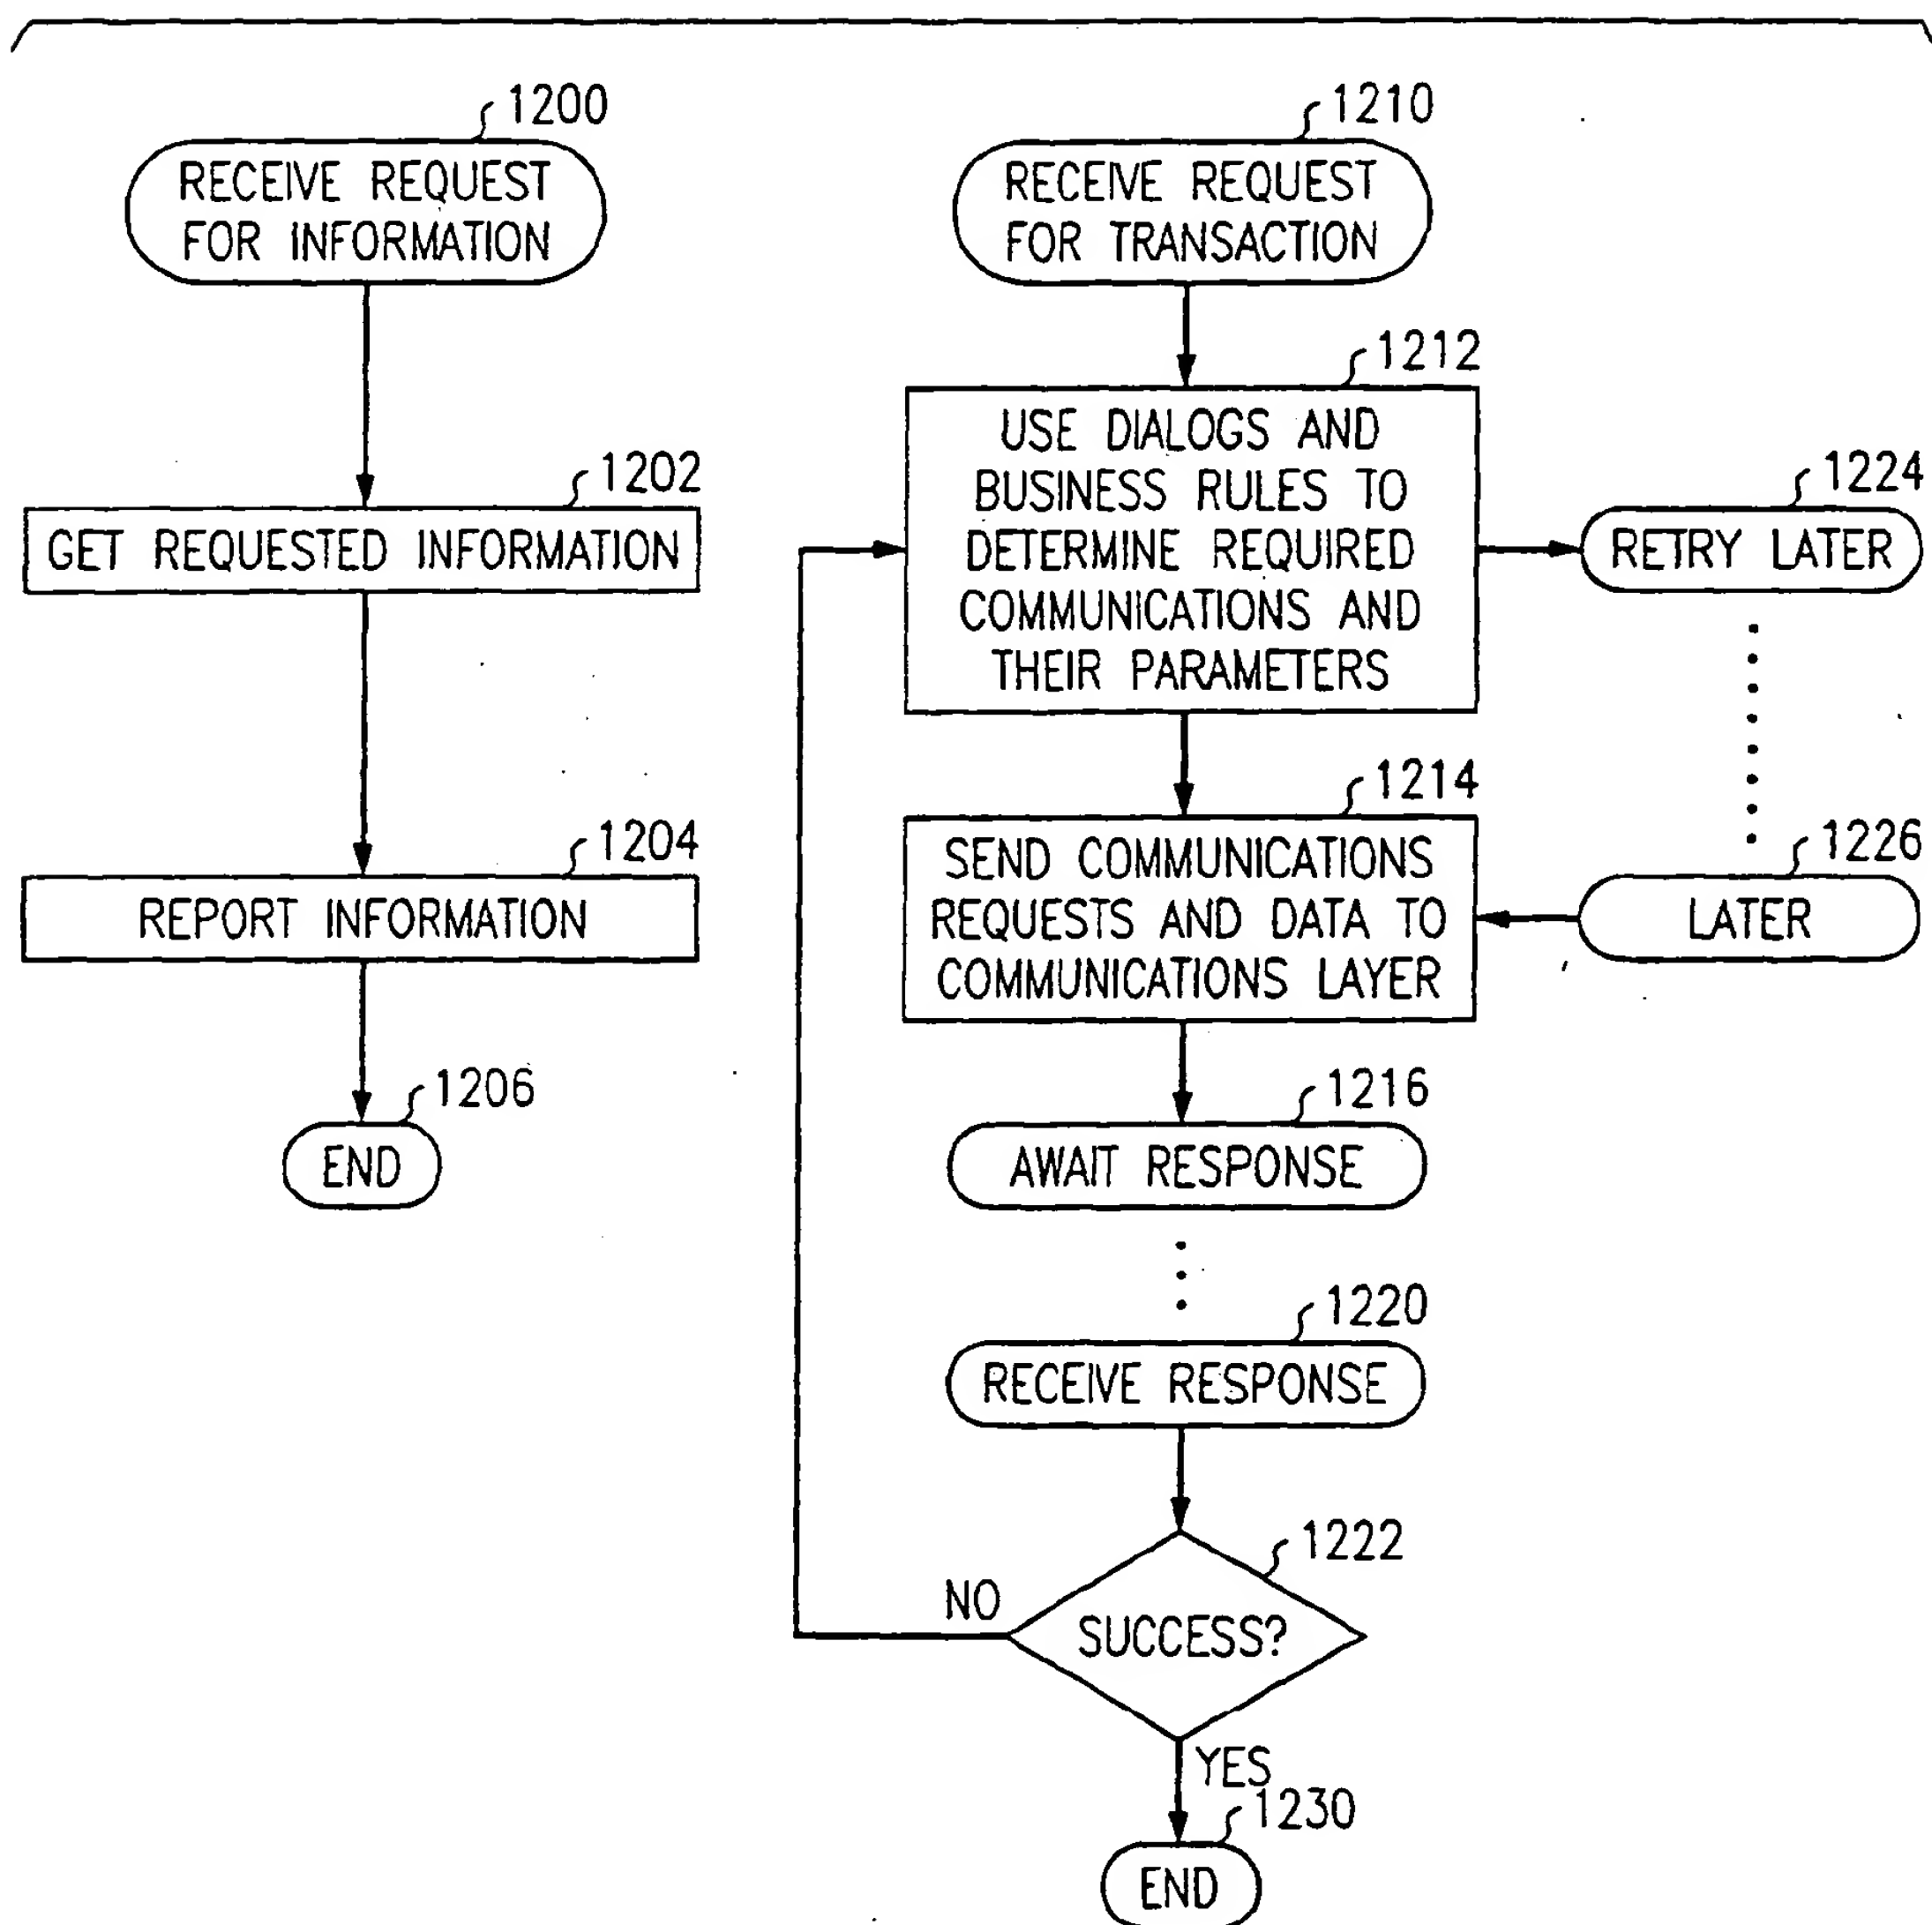 1200
RECEIVE REQUEST
FOR INFORMATION
1202
GET REQUESTED INFORMATION
1204
REPORT INFORMATION
1206
END
1210
RECEIVE REQUEST
FOR TRANSACTION
1212
USE DIALOGS AND
BUSINESS RULES TO
DETERMINE REQUIRED
COMMUNICATIONS AND
THEIR PARAMETERS
1224
RETRY LATER
1214
SEND COMMUNICATIONS
REQUESTS AND DATA TO
COMMUNICATIONS LAYER
1226
LATER
1216
AWAIT RESPONSE
1220
RECEIVE RESPONSE
1222
SUCCESS?
NO
YES
1230
END